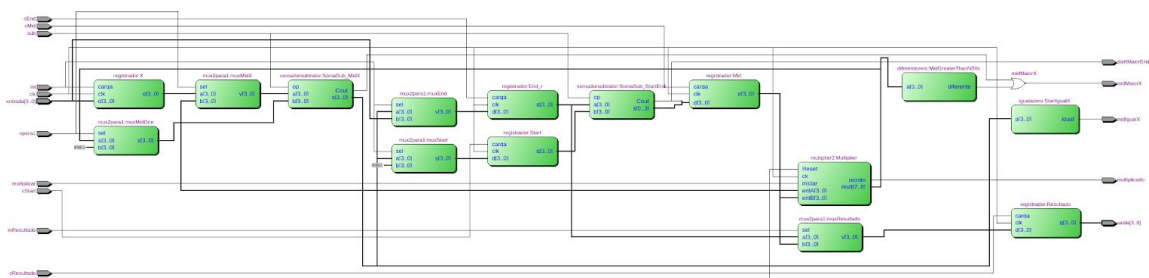 cEnd
cMid
sub
init
clk
entrada[3..0]
opera1
multiplicar
cStart
mResultado
cResultado
registrador:X
carga
clk
d[3..0]
q[3..0]
mux2para1:muxMidOne
sel
a[3..0]
b[3..0]
v[3..0]
mux2para1:muxMidX
sel
a[3..0]
b[3..0]
v[3..0]
somadorsubtrator:SomaSub_MidX
op
a[3..0]
b[3..0]
Cout
s[3..0]
mux2para1:muxEnd
sel
a[3..0]
b[3..0]
v[3..0]
mux2para1:muxStart
sel
a[3..0]
b[3..0]
v[3..0]
registrador:End_r
carga
clk
d[3..0]
q[3..0]
registrador:Start
carga
clk
d[3..0]
q[3..0]
somadorsubtrator:SomaSub_StartEnd
op
a[3..0]
b[3..0]
Cout
s[3..0]
registrador:Mid
carga
clk
d[3..0]
q[3..0]
multiplier2:Multiplier
Reset
clk
iniciar
entA[3..0]
entB[3..0]
pronto
mult[7..0]
mux2para1:muxResultado
sel
a[3..0]
b[3..0]
v[3..0]
diferentezero:MidGreaterThanNBits
a[3..0]
diferente
midMaiorX
igualazero:StartIgualX
a[3..0]
igual
registrador:Resultado
carga
clk
d[3..0]
q[3..0]
startMaiorEnd
midMaiorX
midIgualX
multiplicado
saida[3..0]